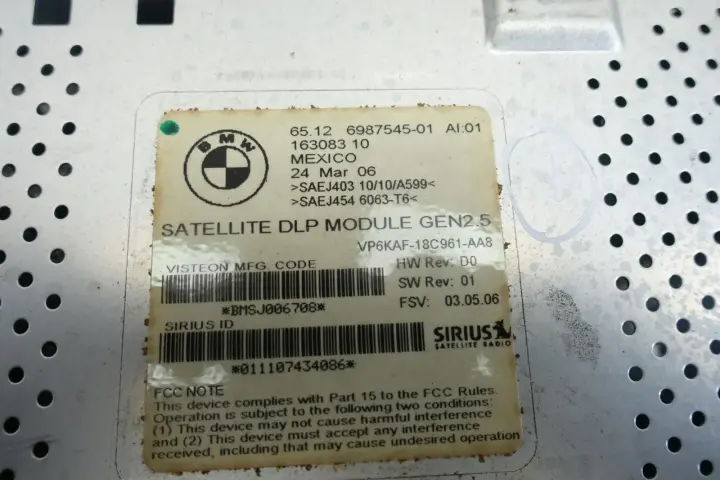 BMW
65.12 6987545-01 AI:01
163083 10
MEXICO
24 Mar 06
>SAEJ403 10/10/A599<
>SAEJ454 6063-T6<
SATELLITE DLP MODULE GEN2.5
VP6KAF-18C961-AA8
VISTEON MFG. CODE
HW Rev: D0
SW Rev: 01
*BMSJ006708*
FSV: 03.05.06
SIRIUS ID
SIRIUS
SATELLITE RADIO
*011107434086*
FCC NOTE
This device complies with Part 15 to the FCC Rules.
Operation is subject to the following two conditions:
(1) This device may not cause harmful interference
and (2) This device must accept any interference
received, including that may cause undesired operation